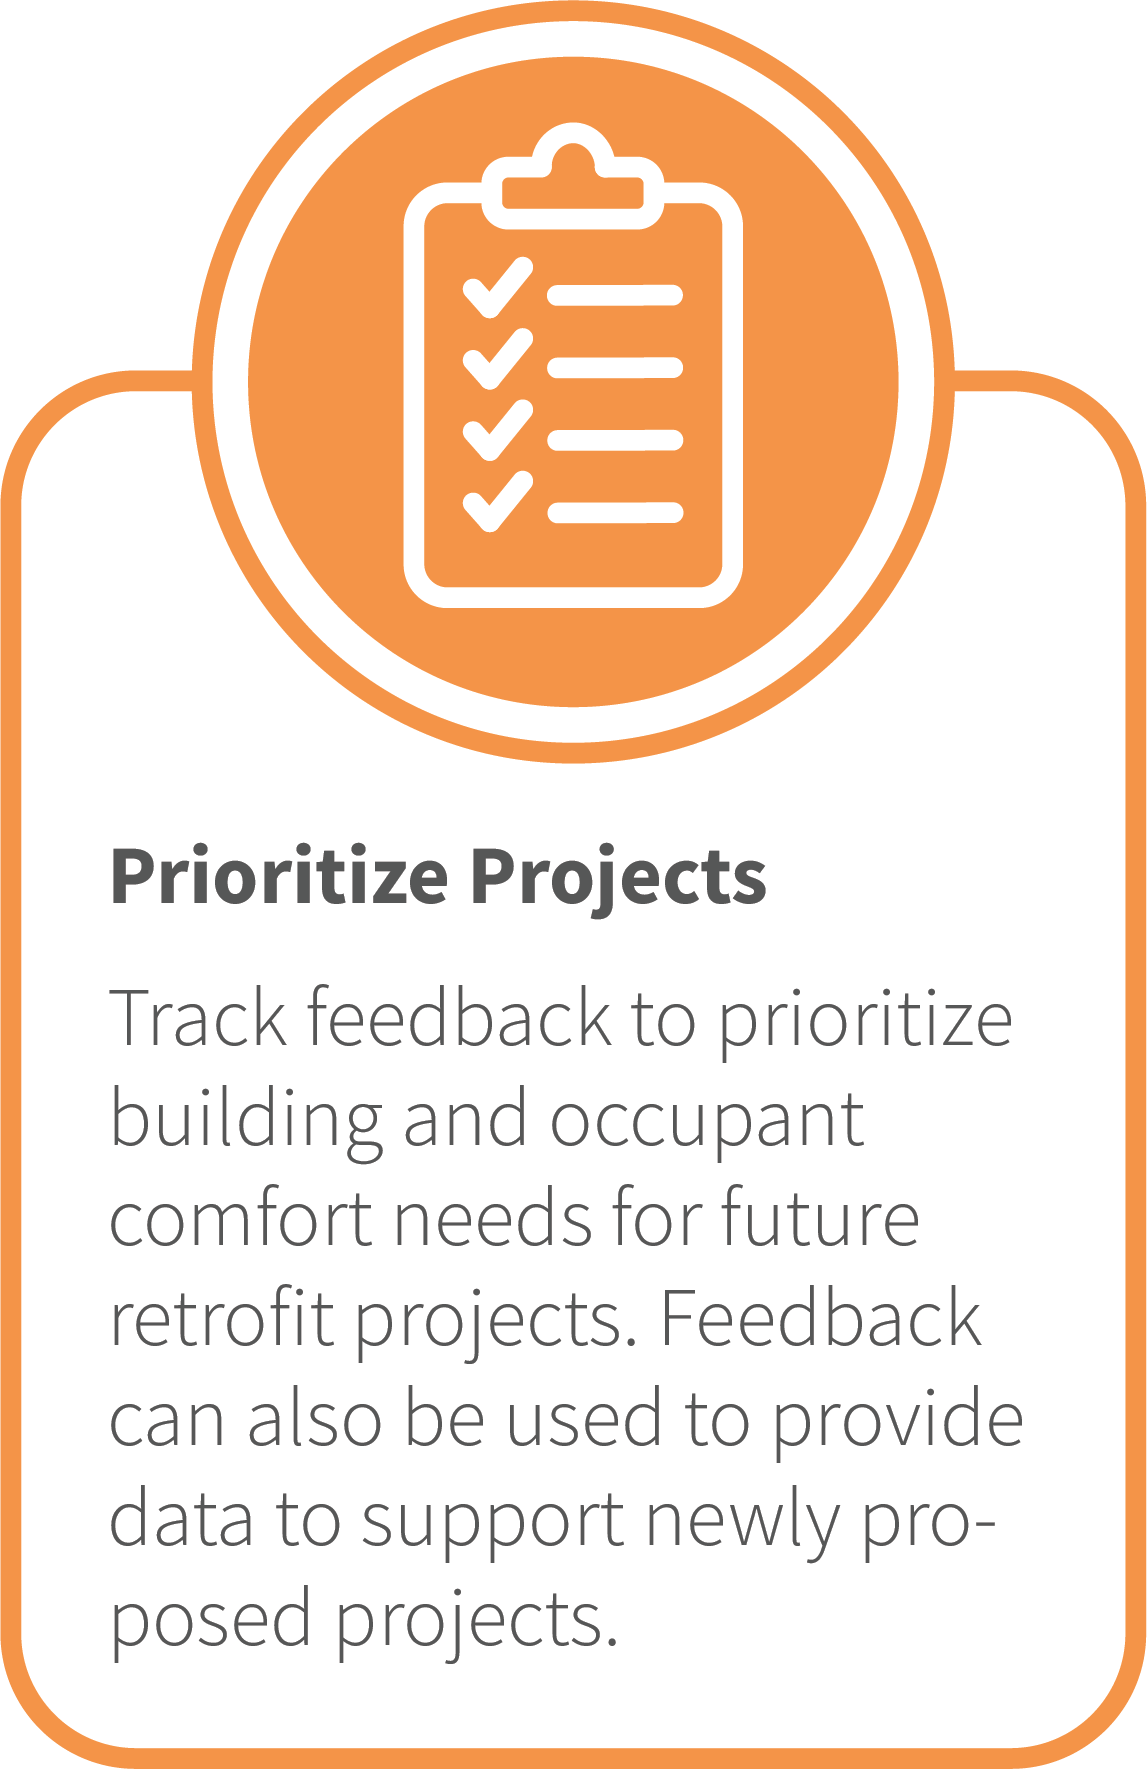 Prioritize Projects
Track feedback to prioritize
building and occupant
comfort needs for future
retrofit projects. Feedback
can also be used to provide
data to support newly pro-
posed projects.